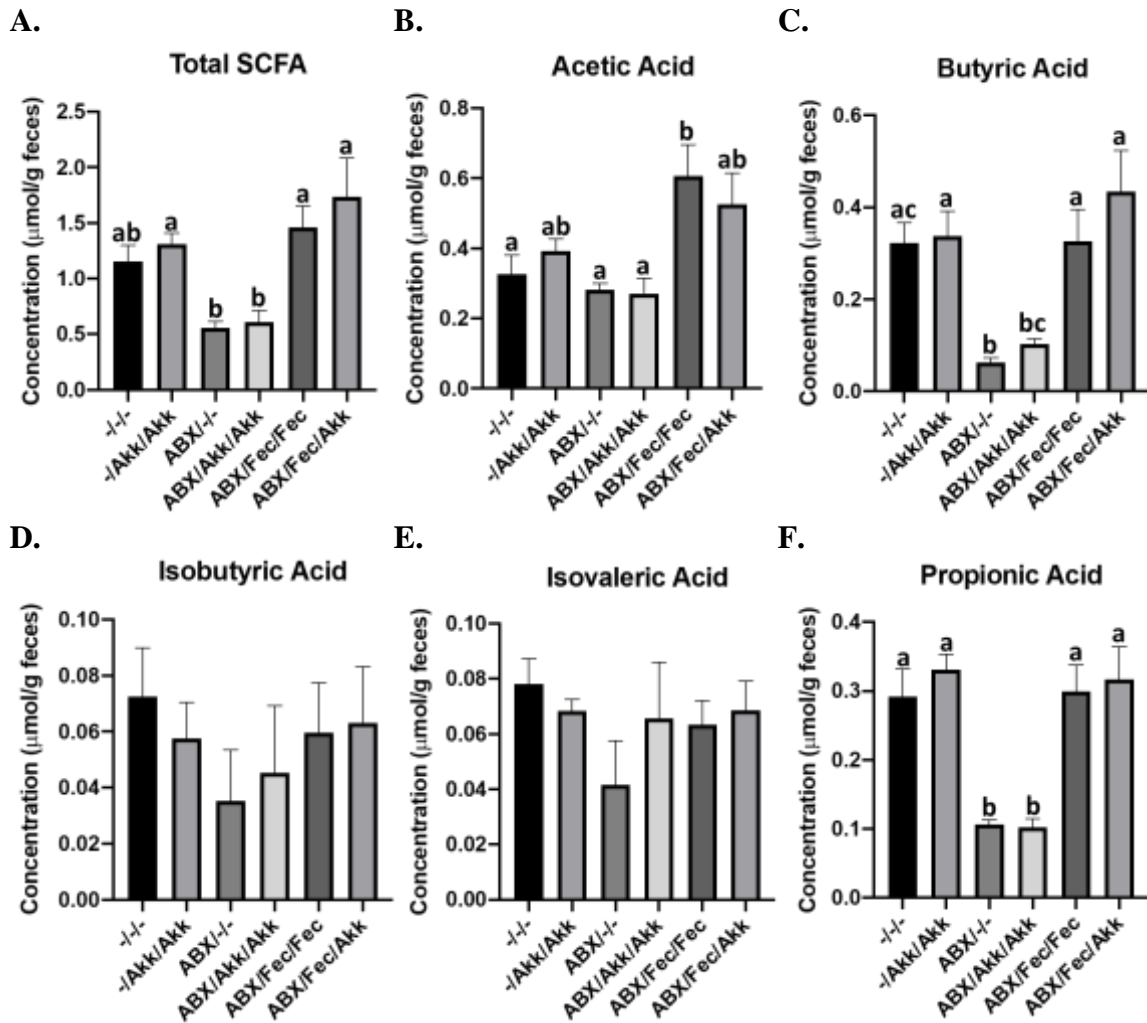 A.
Total SCFA
Concentration (μmol/g feces)
2.5
2.0
1.5
1.0
0.5
0.0
ab
a
b
b
a
a
-/-/-
-/Akk/Akk
ABX/-/-
ABX/Akk/Akk
ABX/Fec/Fec
ABX/Fec/Akk
B.
Acetic Acid
Concentration (μmol/g feces)
0.8
0.6
0.4
0.2
0.0
a
ab
a
a
b
ab
-/-/-
-/Akk/Akk
ABX/-/-
ABX/Akk/Akk
ABX/Fec/Fec
ABX/Fec/Akk
C.
Butyric Acid
Concentration (μmol/g feces)
0.6
0.4
0.2
0.0
ac
a
b
bc
a
a
-/-/-
-/Akk/Akk
ABX/-/-
ABX/Akk/Akk
ABX/Fec/Fec
ABX/Fec/Akk
D.
Isobutyric Acid
Concentration (μmol/g feces)
0.10
0.08
0.06
0.04
0.02
0.00
-/-/-
-/Akk/Akk
ABX/-/-
ABX/Akk/Akk
ABX/Fec/Fec
ABX/Fec/Akk
E.
Isovaleric Acid
Concentration (μmol/g feces)
0.10
0.08
0.06
0.04
0.02
0.00
-/-/-
-/Akk/Akk
ABX/-/-
ABX/Akk/Akk
ABX/Fec/Fec
ABX/Fec/Akk
F.
Propionic Acid
Concentration (μmol/g feces)
0.4
0.3
0.2
0.1
0.0
a
a
b
b
a
a
-/-/-
-/Akk/Akk
ABX/-/-
ABX/Akk/Akk
ABX/Fec/Fec
ABX/Fec/Akk